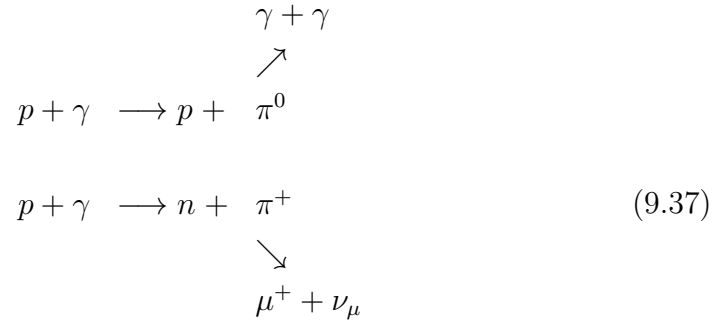 γ + γ
↗
p + γ ⟶ p + π⁰
p + γ ⟶ n + π⁺ (9.37)
↘
μ⁺ + ν_μ